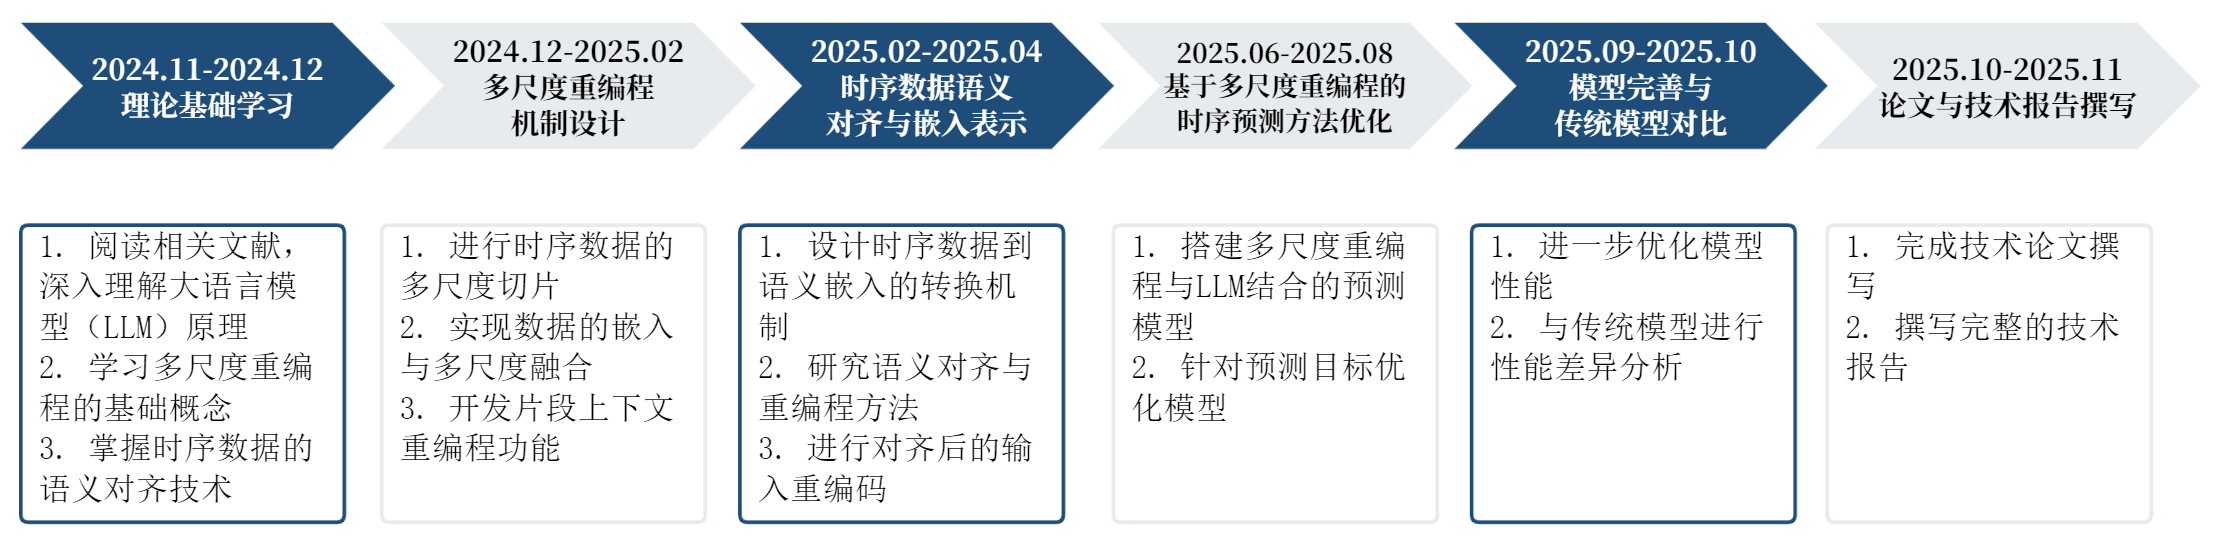 2024.11-2024.12
理论基础学习
2024.12-2025.02
多尺度重编程
机制设计
2025.02-2025.04
时序数据语义
对齐与嵌入表示
2025.06-2025.08
基于多尺度重编程的
时序预测方法优化
2025.09-2025.10
模型完善与
传统模型对比
2025.10-2025.11
论文与技术报告撰写
1. 阅读相关文献，
深入理解大语言模
型（LLM）原理
2. 学习多尺度重编
程的基础概念
3. 掌握时序数据的
语义对齐技术
1. 进行时序数据的
多尺度切片
2. 实现数据的嵌入
与多尺度融合
3. 开发片段上下文
重编程功能
1. 设计时序数据到
语义嵌入的转换机
制
2. 研究语义对齐与
重编程方法
3. 进行对齐后的输
入重编码
1. 搭建多尺度重编
程与LLM结合的预测
模型
2. 针对预测目标优
化模型
1. 进一步优化模型
性能
2. 与传统模型进行
性能差异分析
1. 完成技术论文撰
写
2. 撰写完整的技术
报告